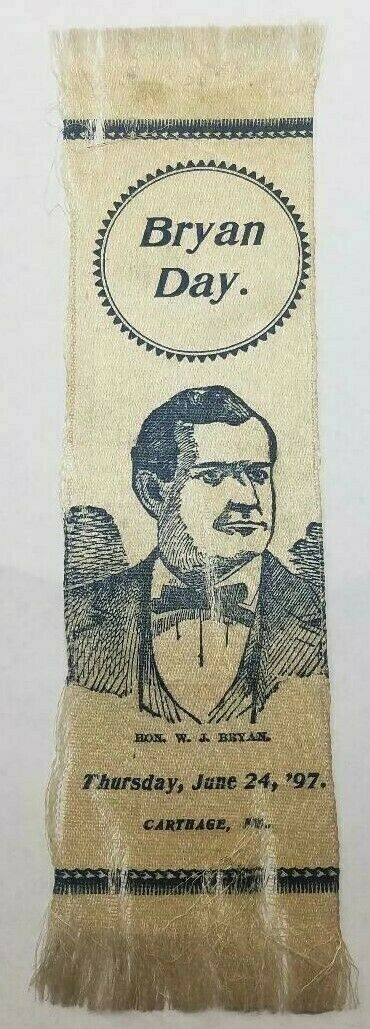 Bryan
Day.
HON. W. J. BRYAN.
Thursday, June 24, '97.
CARTHAGE,